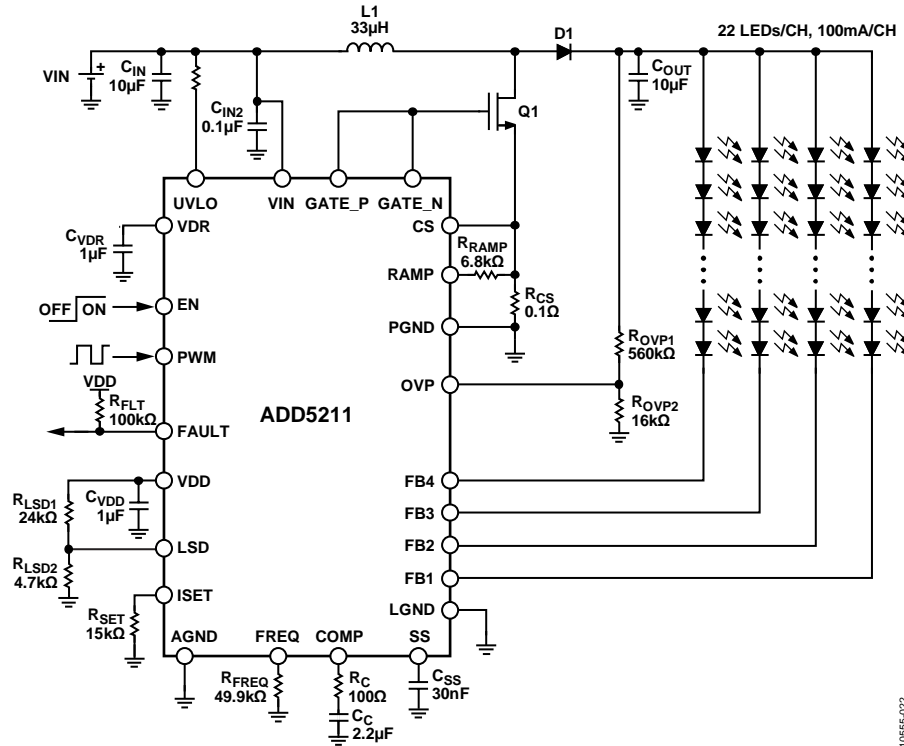 L1
33µH
D1
22 LEDs/CH, 100mA/CH
VIN
+
CIN
10µF
COUT
10µF
CIN2
0.1µF
Q1
UVLO
VIN
GATE_P
GATE_N
VDR
CS
CVDR
1µF
RRAMP
6.8kΩ
RAMP
OFF
ON
EN
RCS
0.1Ω
PGND
PWM
ROVP1
560kΩ
VDD
RFLT
100kΩ
OVP
ROVP2
16kΩ
ADD5211
FAULT
VDD
FB4
RLSD1
24kΩ
CVDD
1µF
FB3
LSD
FB2
RLSD2
4.7kΩ
FB1
ISET
LGND
RSET
15kΩ
AGND
FREQ
COMP
SS
RFREQ
49.9kΩ
RC
100Ω
CSS
30nF
CC
2.2µF
10555-022